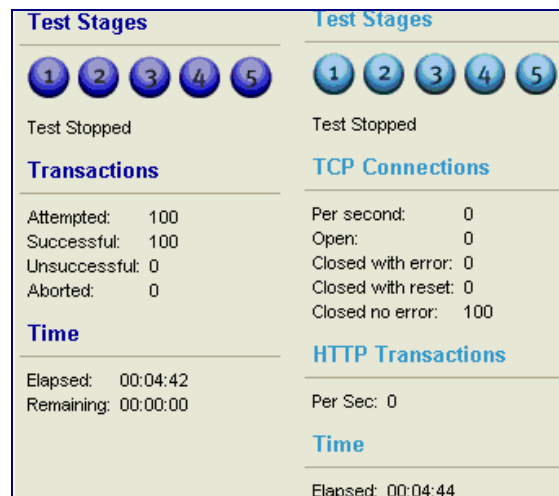 Test Stages
1 2 3 4 5
Test Stopped
Transactions
Attempted: 100
Successful: 100
Unsuccessful: 0
Aborted: 0
Time
Elapsed: 00:04:42
Remaining: 00:00:00
Test Stages
1 2 3 4 5
Test Stopped
TCP Connections
Per second: 0
Open: 0
Closed with error: 0
Closed with reset: 0
Closed no error: 100
HTTP Transactions
Per Sec: 0
Time
Elapsed: 00:04:44